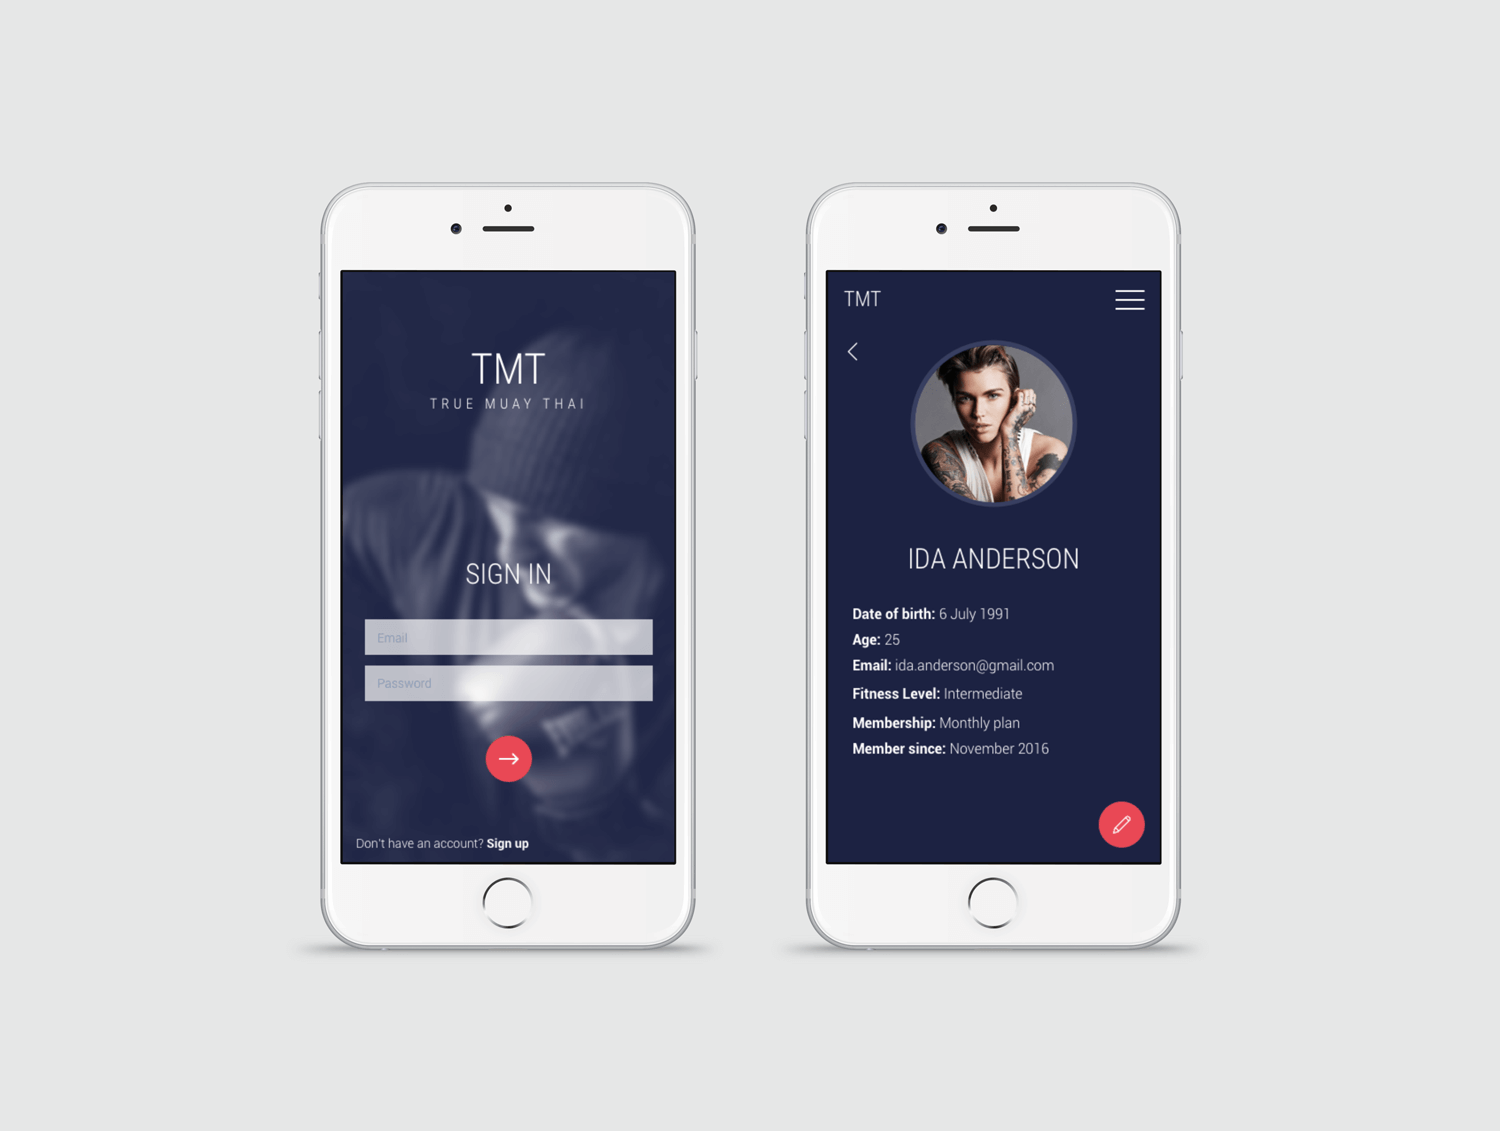 TMT
TRUE MUAY THAI
SIGN IN
Email
Password
Don't have an account? Sign up
TMT
IDA ANDERSON
Date of birth: 6 July 1991
Age: 25
Email: ida.anderson@gmail.com
Fitness Level: Intermediate
Membership: Monthly plan
Member since: November 2016